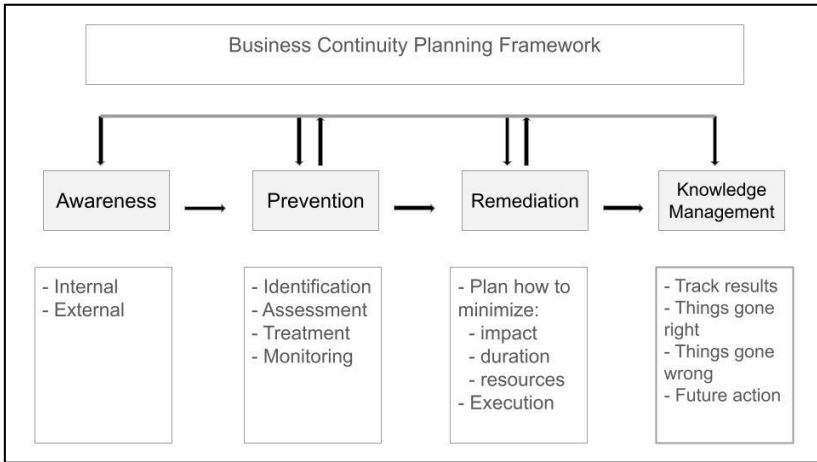 Business Continuity Planning Framework
Awareness
Prevention
Remediation
Knowledge
Management
- Internal
- External
- Identification
- Assessment
- Treatment
- Monitoring
- Plan how to
minimize:
- impact
- duration
- resources
- Execution
- Track results
- Things gone
right
- Things gone
wrong
- Future action